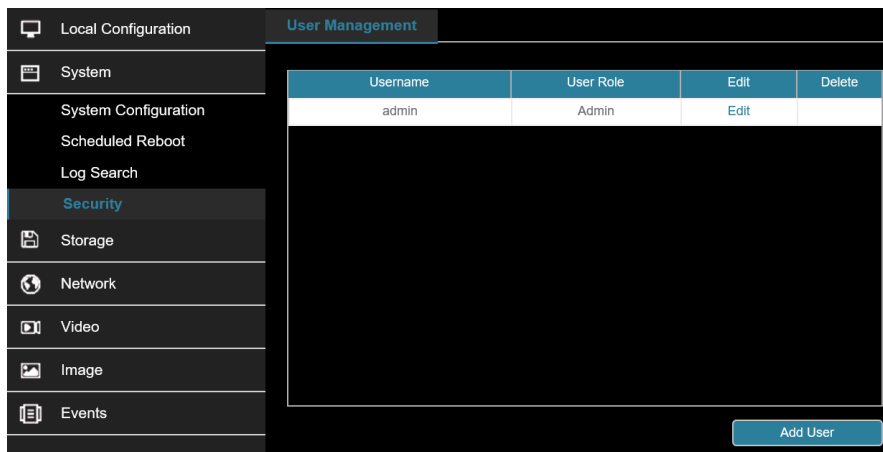 Local Configuration
System
System Configuration
Scheduled Reboot
Log Search
Security
Storage
Network
Video
Image
Events
User Management
Username User Role Edit Delete
admin Admin Edit
Add User